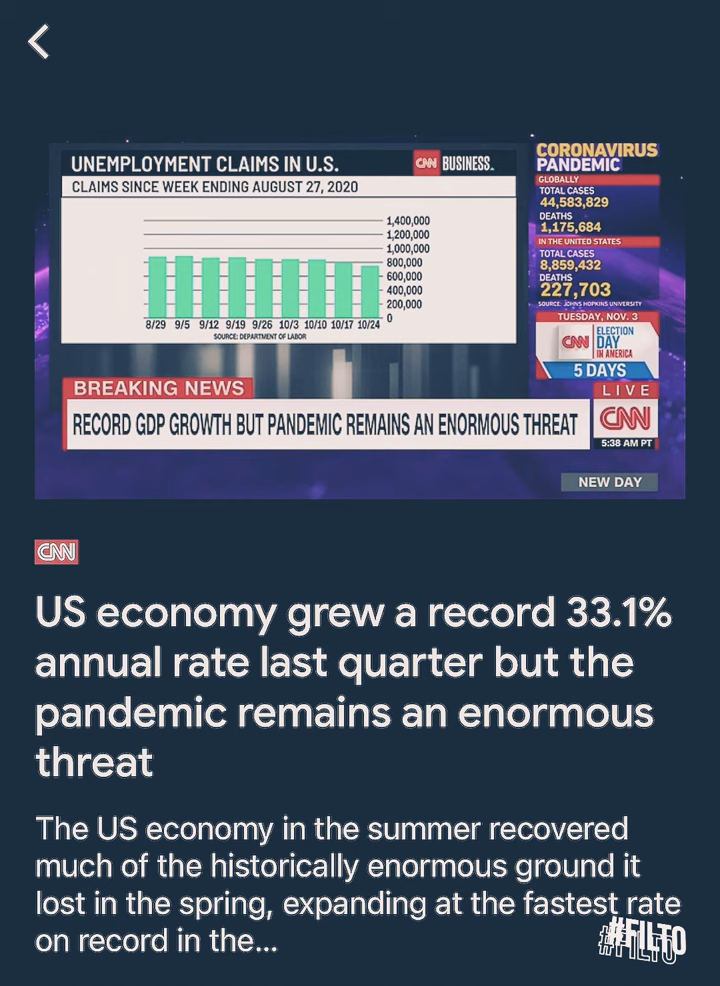 UNEMPLOYMENT CLAIMS IN U.S.
CNN BUSINESS.
CLAIMS SINCE WEEK ENDING AUGUST 27, 2020
1,400,000
1,200,000
1,000,000
800,000
600,000
400,000
200,000
0
8/29 9/5 9/12 9/19 9/26 10/3 10/10 10/17 10/24
SOURCE: DEPARTMENT OF LABOR
CORONAVIRUS
PANDEMIC
GLOBALLY
TOTAL CASES
44,583,829
DEATHS
1,175,684
IN THE UNITED STATES
TOTAL CASES
8,859,432
DEATHS
227,703
SOURCE: JOHNS HOPKINS UNIVERSITY
TUESDAY, NOV. 3
CNN
ELECTION
DAY
IN AMERICA
5 DAYS
BREAKING NEWS
RECORD GDP GROWTH BUT PANDEMIC REMAINS AN ENORMOUS THREAT
LIVE
CNN
5:38 AM PT
NEW DAY
CNN
US economy grew a record 33.1%
annual rate last quarter but the
pandemic remains an enormous
threat
The US economy in the summer recovered
much of the historically enormous ground it
lost in the spring, expanding at the fastest rate
on record in the...
#FILTO